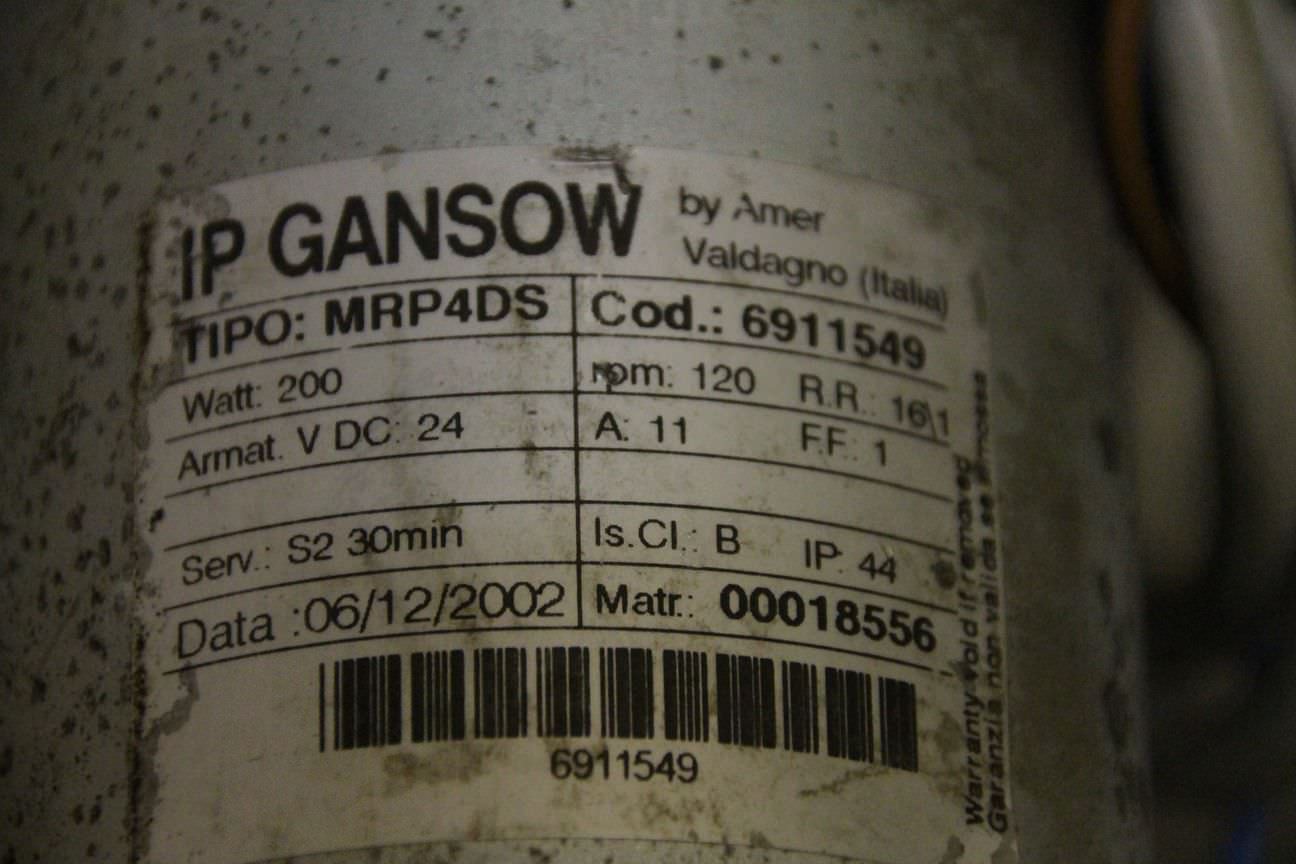 IP GANSOW by Amer
Valdagno (Italia)
TIPO: MRP4DS Cod.: 6911549
Watt: 200 rpm: 120 R.R.: 16\1
Armat. V DC: 24 A: 11 F.F.: 1
Serv.: S2 30min Is.Cl.: B IP: 44
Data :06/12/2002 Matr.: 00018556
6911549
Warranty void if removed
Garanzia non valida se rimossa